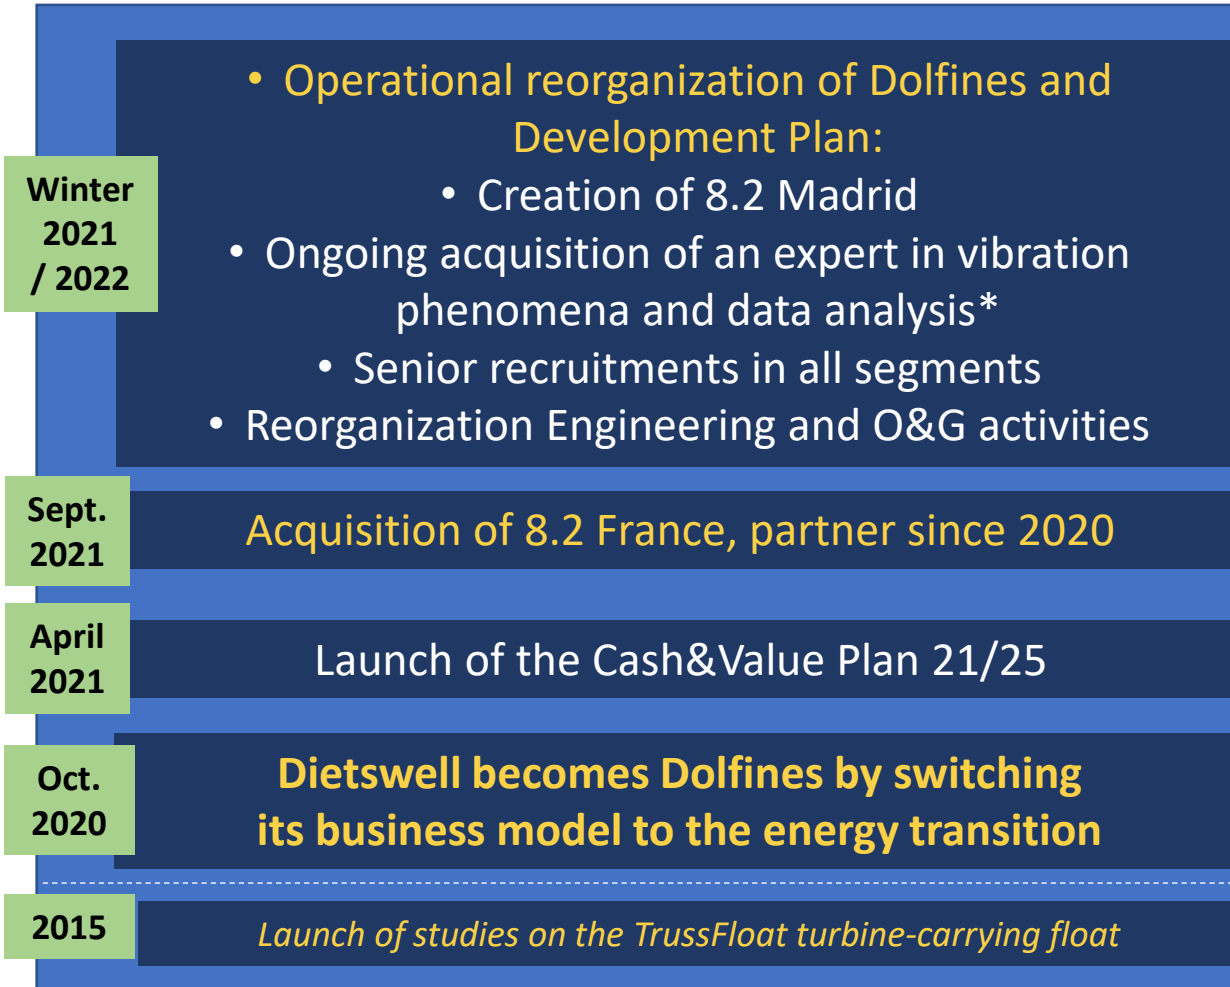 Winter
2021
/ 2022
• Operational reorganization of Dolfines and
Development Plan:
• Creation of 8.2 Madrid
• Ongoing acquisition of an expert in vibration
phenomena and data analysis*
• Senior recruitments in all segments
• Reorganization Engineering and O&G activities
Sept.
2021
Acquisition of 8.2 France, partner since 2020
April
2021
Launch of the Cash&Value Plan 21/25
Oct.
2020
Dietswell becomes Dolfines by switching
its business model to the energy transition
2015
Launch of studies on the TrussFloat turbine-carrying float